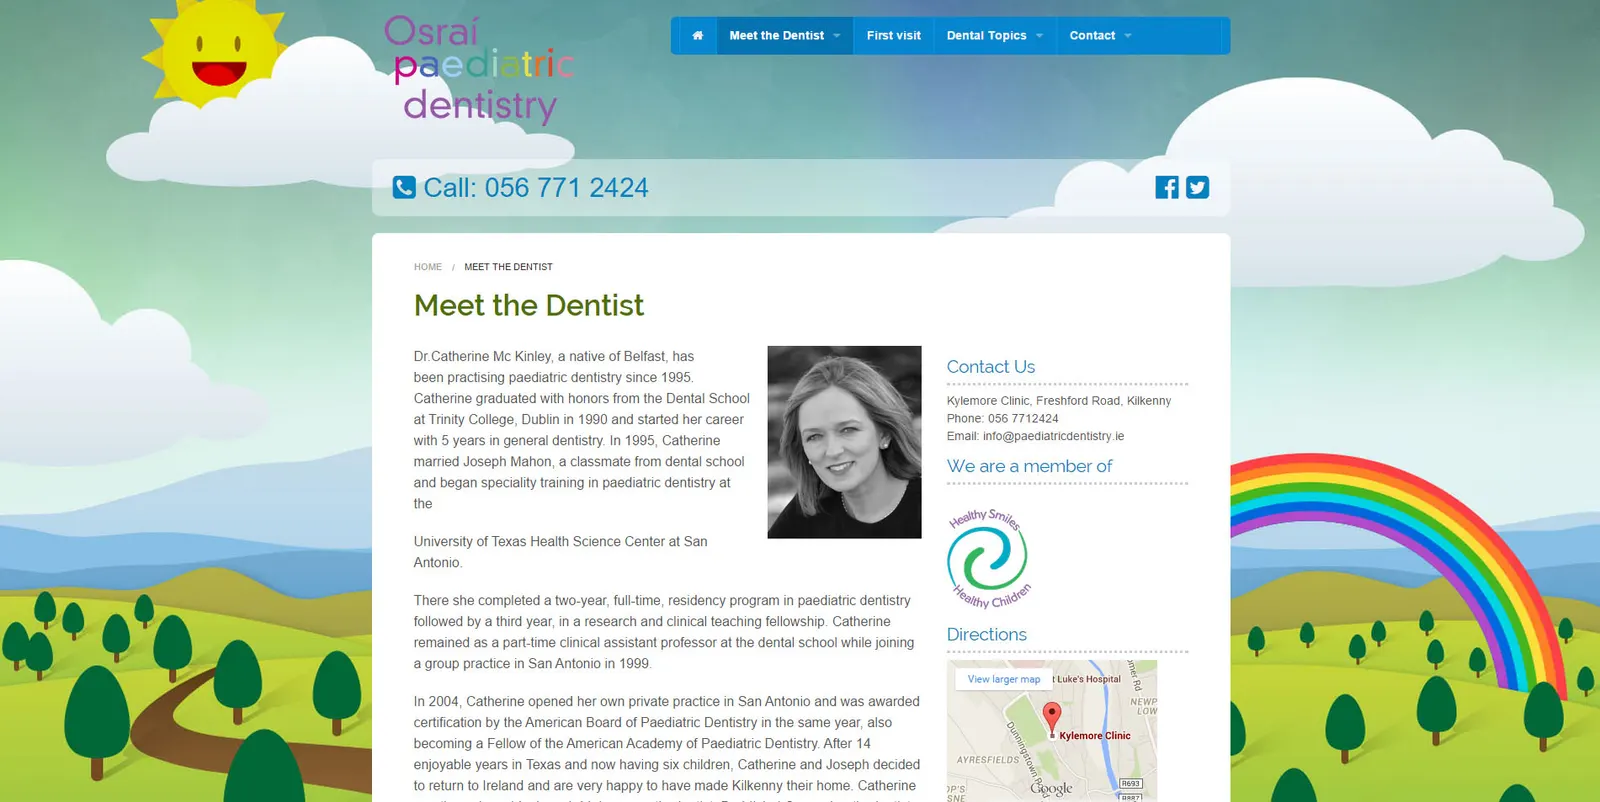 Osraí
paediatric
dentistry
Meet the Dentist
First visit
Dental Topics
Contact
Call: 056 771 2424
HOME / MEET THE DENTIST
Meet the Dentist
Dr.Catherine Mc Kinley, a native of Belfast, has
been practising paediatric dentistry since 1995.
Catherine graduated with honors from the Dental School
at Trinity College, Dublin in 1990 and started her career
with 5 years in general dentistry. In 1995, Catherine
married Joseph Mahon, a classmate from dental school
and began speciality training in paediatric dentistry at
the
University of Texas Health Science Center at San
Antonio.
There she completed a two-year, full-time, residency program in paediatric dentistry
followed by a third year, in a research and clinical teaching fellowship. Catherine
remained as a part-time clinical assistant professor at the dental school while joining
a group practice in San Antonio in 1999.
In 2004, Catherine opened her own private practice in San Antonio and was awarded
certification by the American Board of Paediatric Dentistry in the same year, also
becoming a Fellow of the American Academy of Paediatric Dentistry. After 14
enjoyable years in Texas and now having six children, Catherine and Joseph decided
to return to Ireland and are very happy to have made Kilkenny their home. Catherine
Contact Us
Kylemore Clinic, Freshford Road, Kilkenny
Phone: 056 7712424
Email: info@paediatricdentistry.ie
We are a member of
Healthy Smiles
Healthy Children
Directions
View larger map
t Luke's Hospital
Kylemore Clinic
AYRESFIELDS
Dunningstown Road
NEWP
LOW
R693
R887
Google